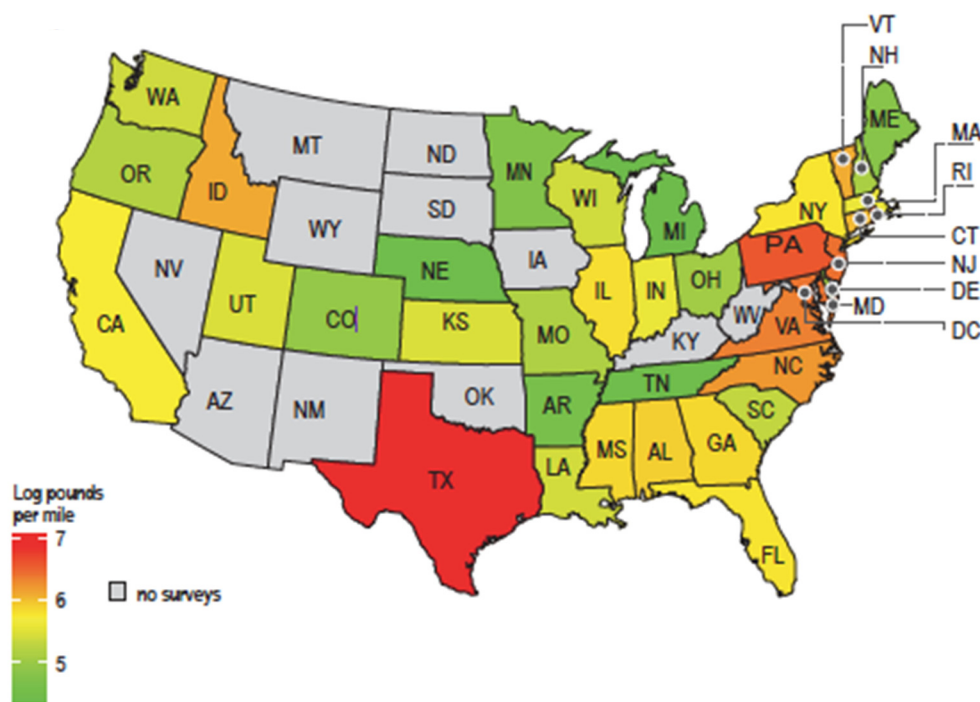 VT
NH
WA
ME
MT
ND
MA
OR
MN
ID
SD
WI
RI
WY
NY
MI
CT
PA
IA
NV
NE
NJ
OH
UT
IL
IN
DE
WV
MD
CO
KS
CA
VA
DC
MO
KY
NC
TN
OK
AZ
NM
AR
SC
MS
AL
GA
LA
TX
FL
Log pounds
per mile
7
6
no surveys
5